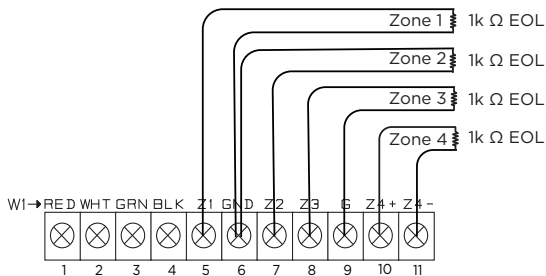 Zone 1 1k Ω EOL
Zone 2 1k Ω EOL
Zone 3 1k Ω EOL
Zone 4 1k Ω EOL
W1→ RED WHT GRN BLK Z1 GND Z2 Z3 G Z4+ Z4-
1 2 3 4 5 6 7 8 9 10 11